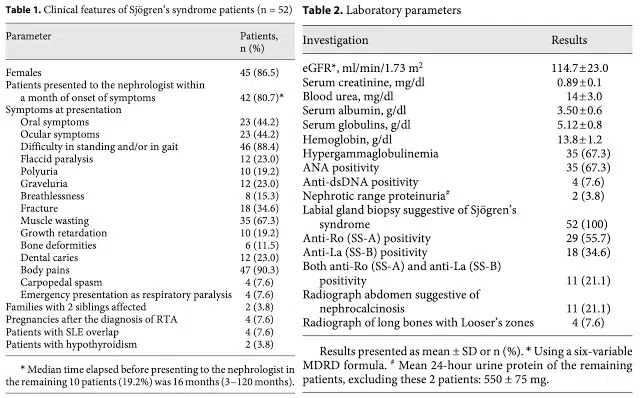 Table 1. Clinical features of Sjögren's syndrome patients (n = 52)
Parameter Patients,
n (%)
Females 45 (86.5)
Patients presented to the nephrologist within
a month of onset of symptoms 42 (80.7)*
Symptoms at presentation
Oral symptoms 23 (44.2)
Ocular symptoms 23 (44.2)
Difficulty in standing and/or in gait 46 (88.4)
Flaccid paralysis 12 (23.0)
Polyuria 10 (19.2)
Graveluria 12 (23.0)
Breathlessness 8 (15.3)
Fracture 18 (34.6)
Muscle wasting 35 (67.3)
Growth retardation 10 (19.2)
Bone deformities 6 (11.5)
Dental caries 12 (23.0)
Body pains 47 (90.3)
Carpopedal spasm 4 (7.6)
Emergency presentation as respiratory paralysis 4 (7.6)
Families with 2 siblings affected 2 (3.8)
Pregnancies after the diagnosis of RTA 4 (7.6)
Patients with SLE overlap 4 (7.6)
Patients with hypothyroidism 2 (3.8)
* Median time elapsed before presenting to the nephrologist in
the remaining 10 patients (19.2%) was 16 months (3–120 months).
Table 2. Laboratory parameters
Investigation Results
eGFR*, ml/min/1.73 m² 114.7±23.0
Serum creatinine, mg/dl 0.89±0.1
Blood urea, mg/dl 14±3.0
Serum albumin, g/dl 3.50±0.6
Serum globulins, g/dl 5.12±0.8
Hemoglobin, g/dl 13.8±1.2
Hypergammaglobulinemia 35 (67.3)
ANA positivity 35 (67.3)
Anti-dsDNA positivity 4 (7.6)
Nephrotic range proteinuria# 2 (3.8)
Labial gland biopsy suggestive of Sjögren's
syndrome 52 (100)
Anti-Ro (SS-A) positivity 29 (55.7)
Anti-La (SS-B) positivity 18 (34.6)
Both anti-Ro (SS-A) and anti-La (SS-B)
positivity 11 (21.1)
Radiograph abdomen suggestive of
nephrocalcinosis 11 (21.1)
Radiograph of long bones with Looser's zones 4 (7.6)
Results presented as mean ± SD or n (%). * Using a six-variable
MDRD formula. # Mean 24-hour urine protein of the remaining
patients, excluding these 2 patients: 550 ± 75 mg.